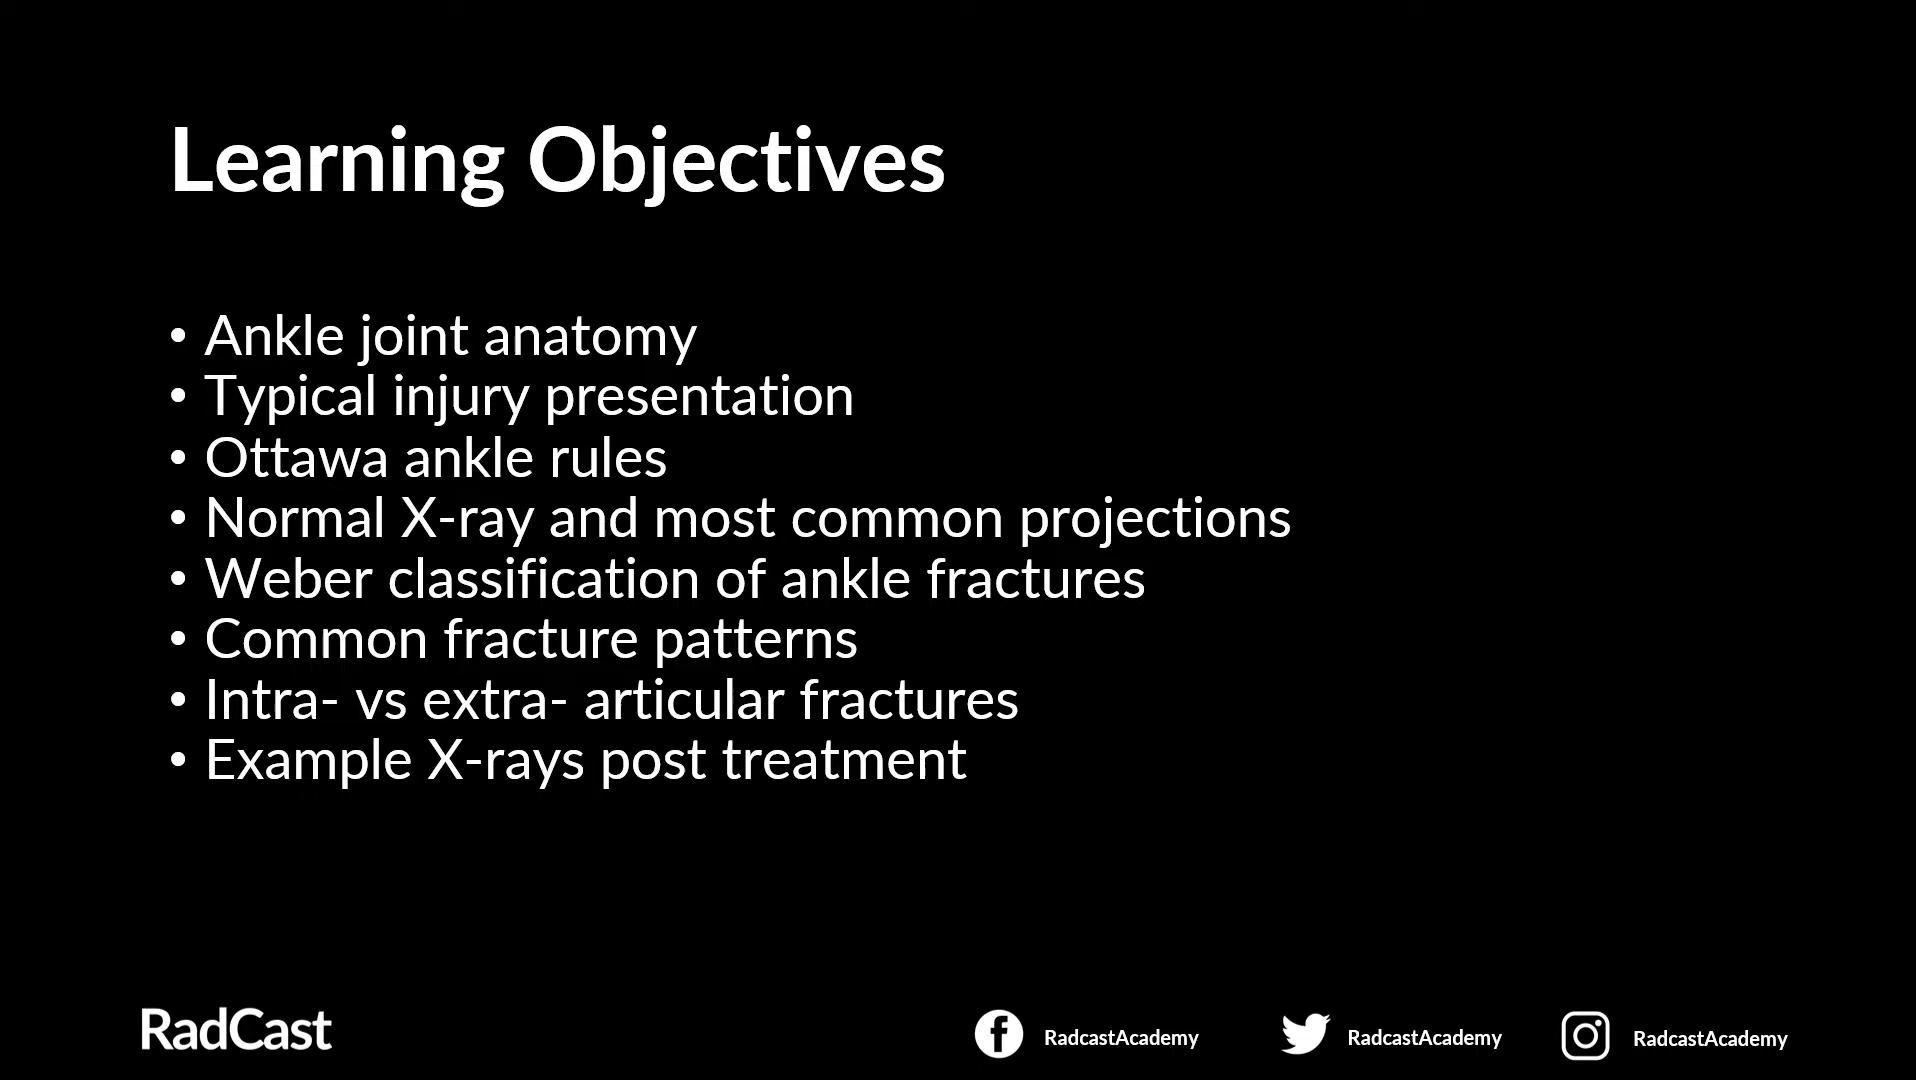 Learning Objectives
• Ankle joint anatomy
• Typical injury presentation
• Ottawa ankle rules
• Normal X-ray and most common projections
• Weber classification of ankle fractures
• Common fracture patterns
• Intra- vs extra- articular fractures
• Example X-rays post treatment
RadCast
RadcastAcademy
RadcastAcademy
RadcastAcademy